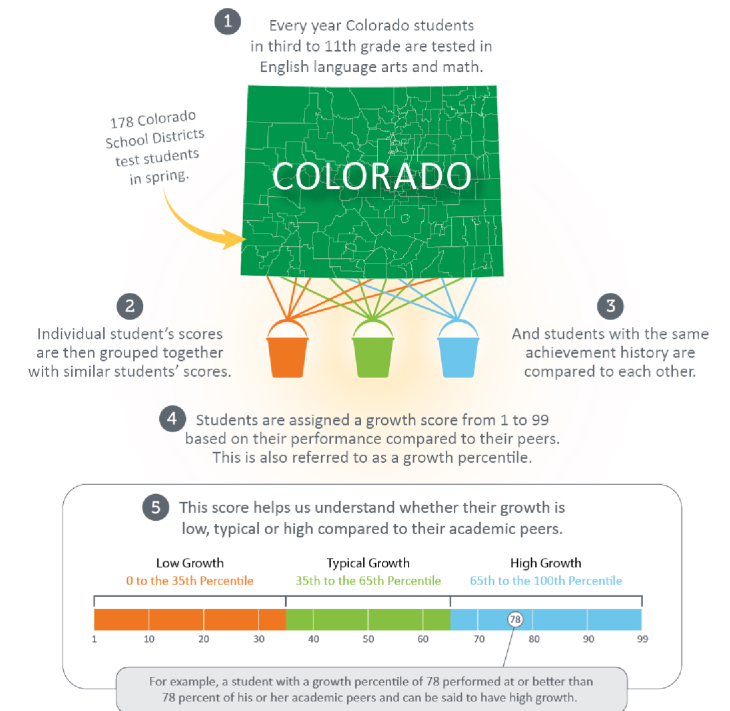 1
Every year Colorado students
in third to 11th grade are tested in
English language arts and math.
178 Colorado
School Districts
test students
in spring.
COLORADO
2
Individual student's scores
are then grouped together
with similar students' scores.
3
And students with the same
achievement history are
compared to each other.
4
Students are assigned a growth score from 1 to 99
based on their performance compared to their peers.
This is also referred to as a growth percentile.
5
This score helps us understand whether their growth is
low, typical or high compared to their academic peers.
Low Growth
0 to the 35th Percentile
Typical Growth
35th to the 65th Percentile
High Growth
65th to the 100th Percentile
78
1 10 20 30 40 50 60 70 80 90 99
For example, a student with a growth percentile of 78 performed at or better than
78 percent of his or her academic peers and can be said to have high growth.